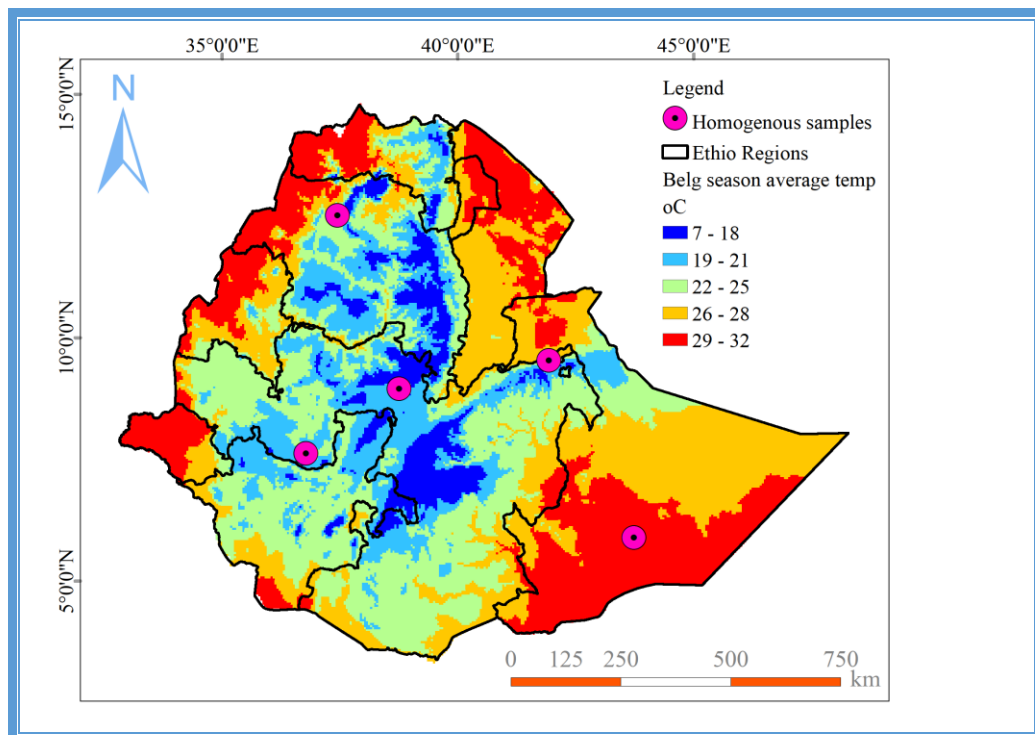 35°0'0"E 40°0'0"E 45°0'0"E
15°0'0"N
10°0'0"N
5°0'0"N
N
Legend
Homogenous samples
Ethio Regions
Belg season average temp
oC
7 - 18
19 - 21
22 - 25
26 - 28
29 - 32
0 125 250 500 750
km